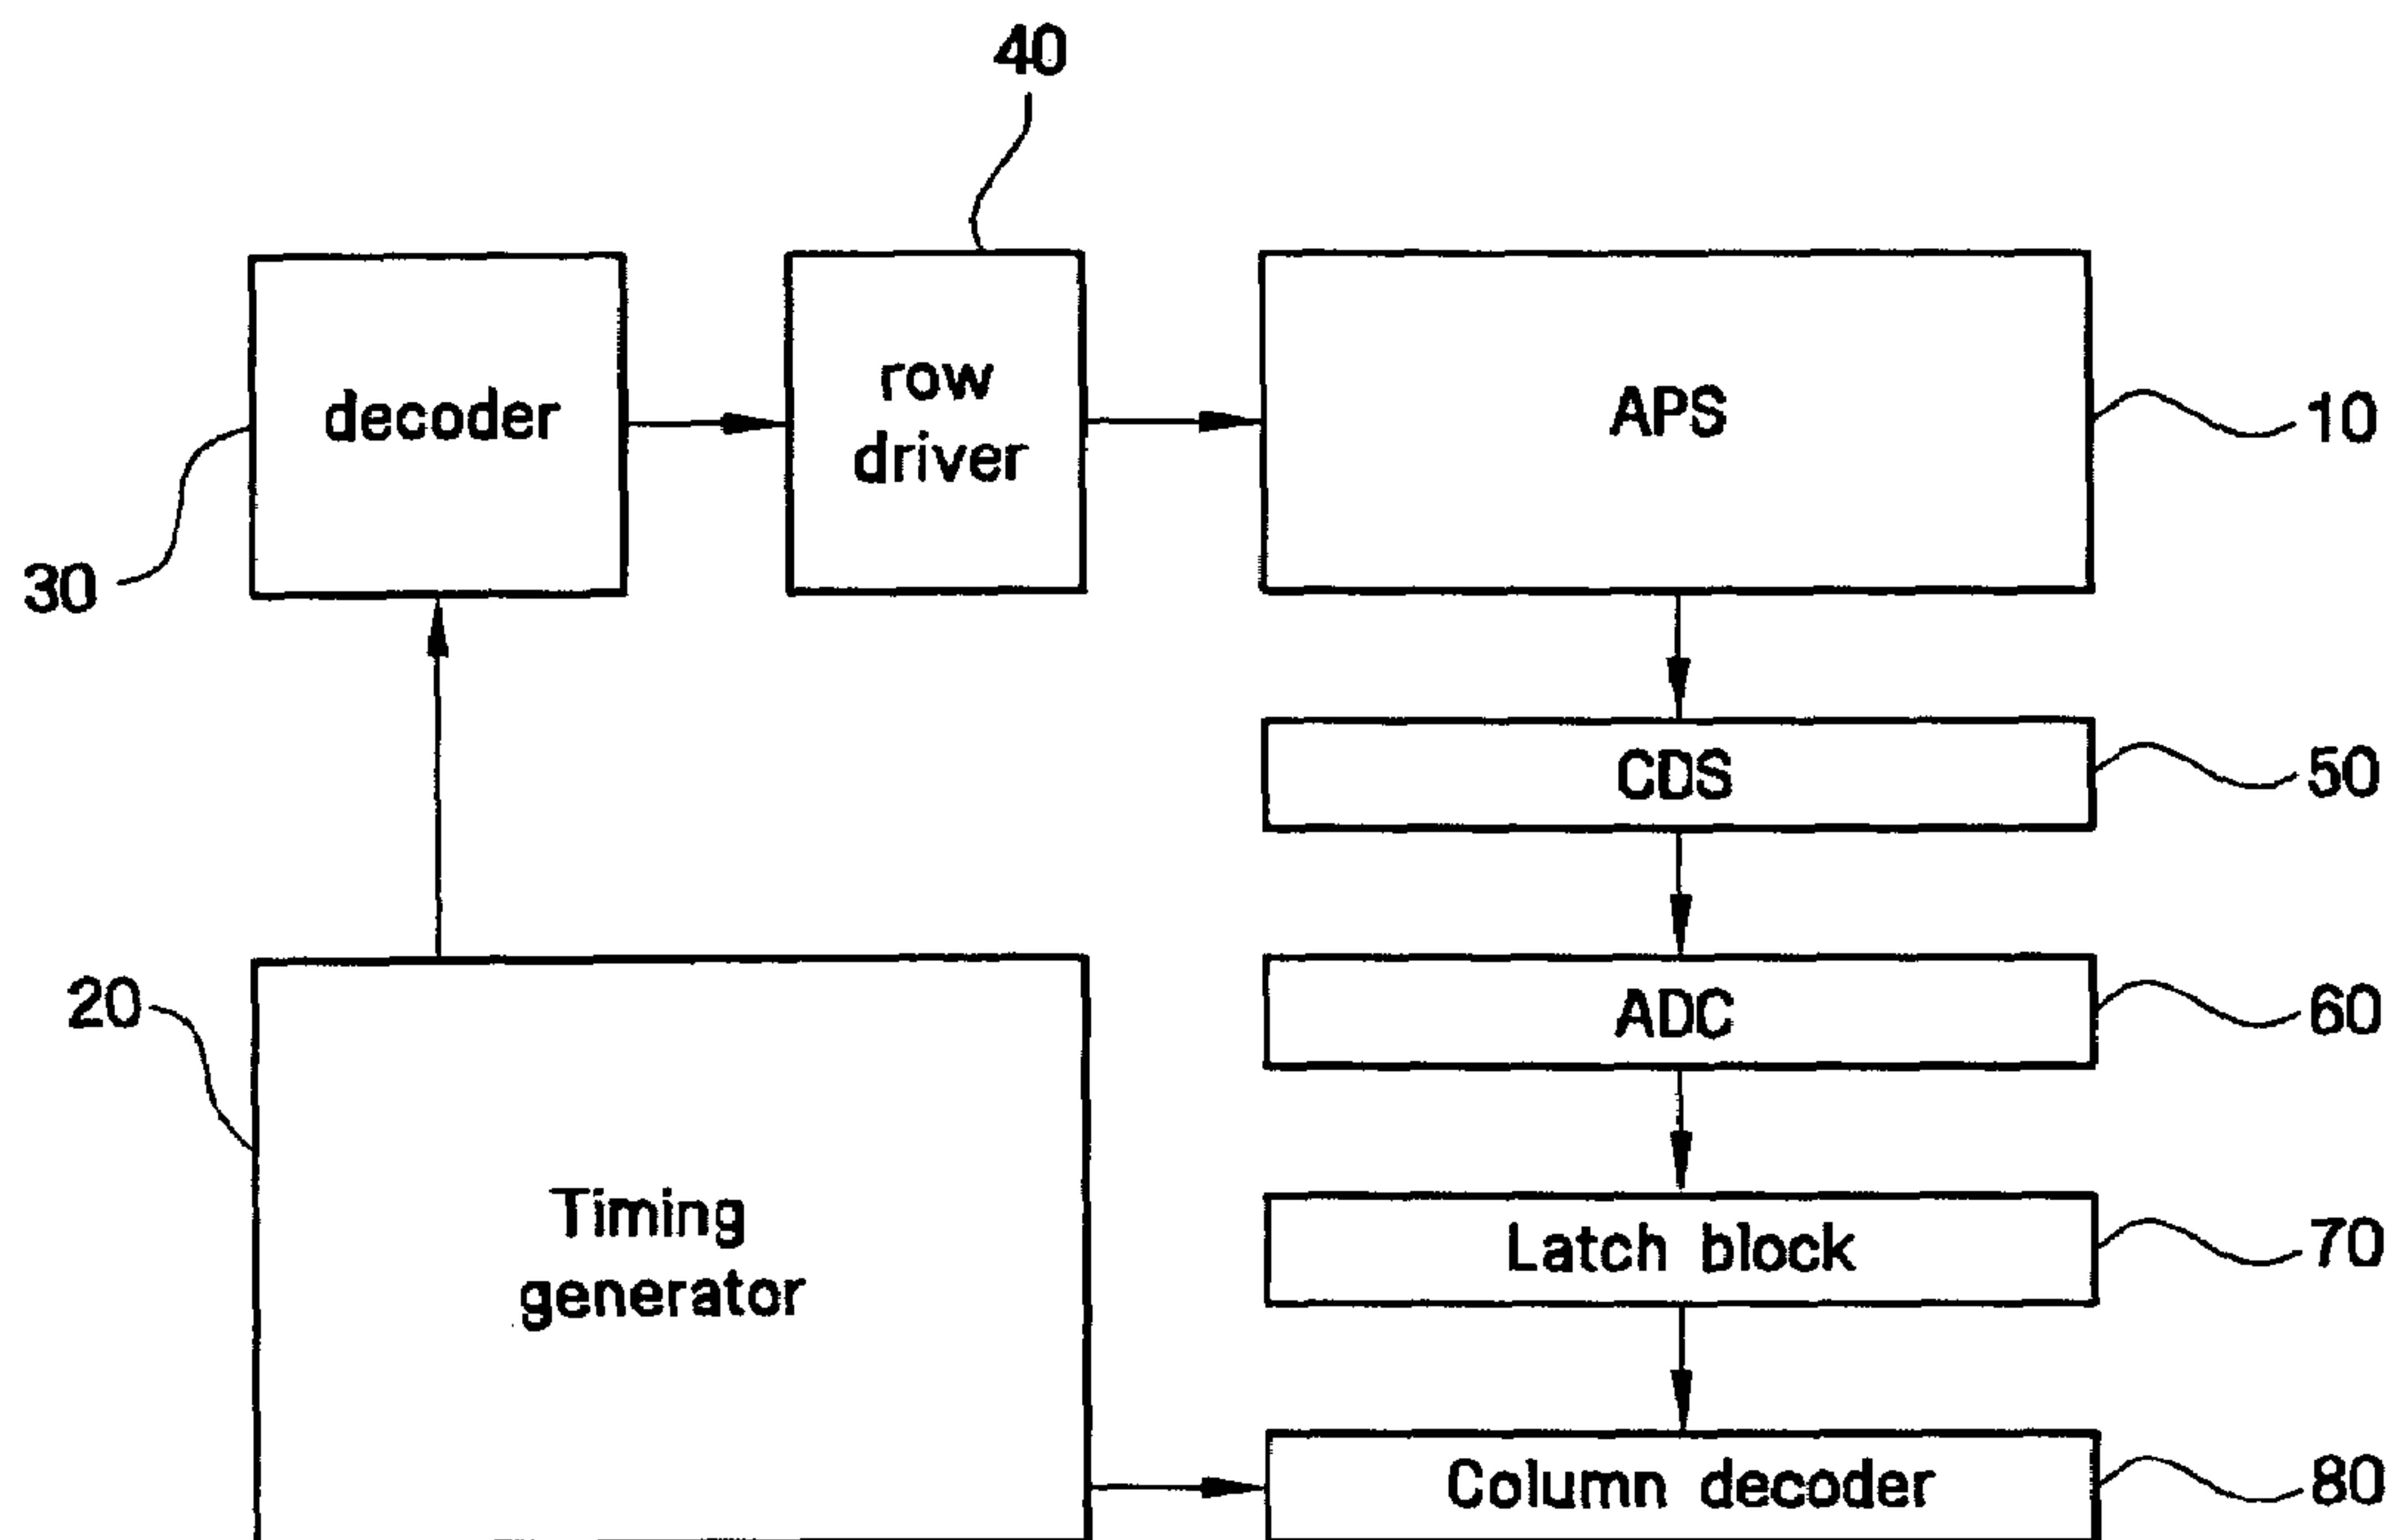 40
decoder
row
driver
APS
10
30
CDS
50
20
ADC
60
Timing
generator
Latch block
70
Column decoder
80